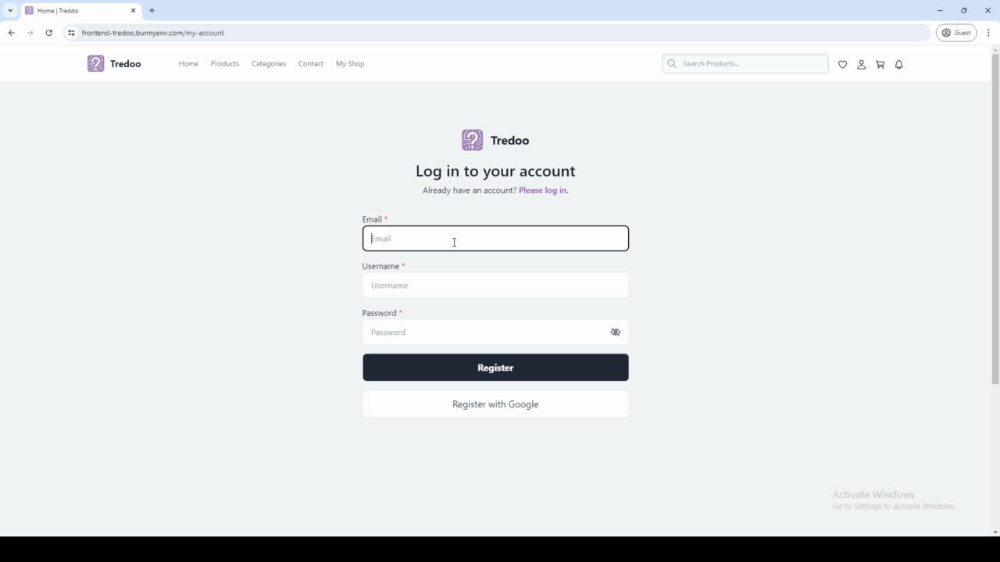 Home | Treddo
frontend-tredoo.bunnyenv.com/my-account
Guest
Tredoo
Home
Products
Categories
Contact
My Shop
Search Products...
Tredoo
Log in to your account
Already have an account? Please log in.
Email *
Email
Username *
Username
Password *
Password
Register
Register with Google
Activate Windows
Go to Settings to activate Windows.